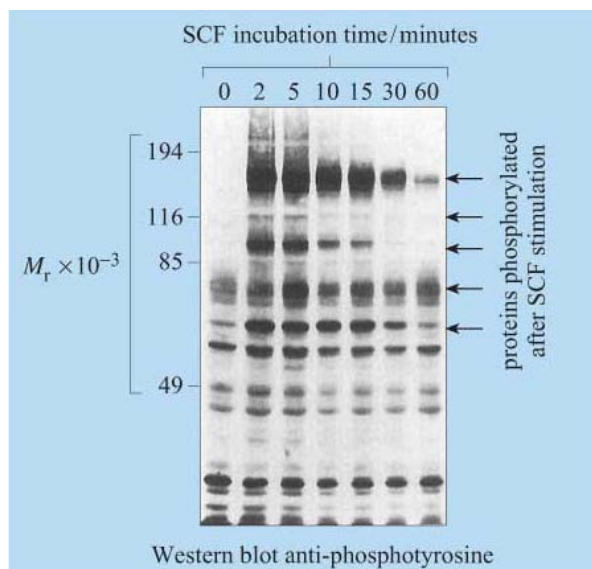 SCF incubation time/minutes
0 2 5 10 15 30 60
194
116
85
49
M_r × 10⁻³
proteins phosphorylated
after SCF stimulation
Western blot anti-phosphotyrosine